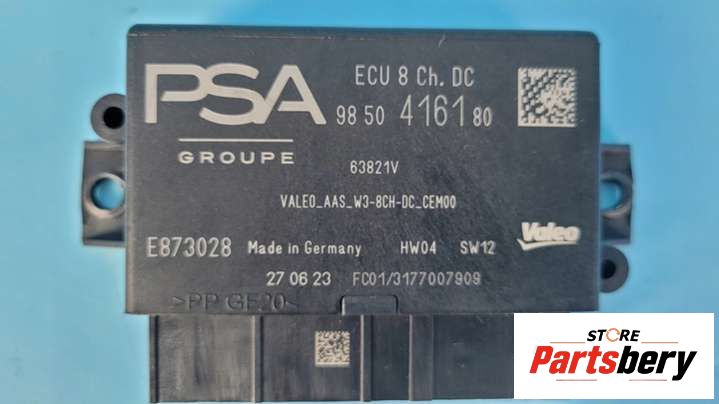 PSA
GROUPE
ECU 8 Ch. DC
98 50 4161 80
63821V
VALEO_AAS_W3-8CH-DC_CEM00
E873028 Made in Germany HW04 SW12 Valeo
27 06 23 FC01/3177007909
>PP GF20<
STORE
Partsbery